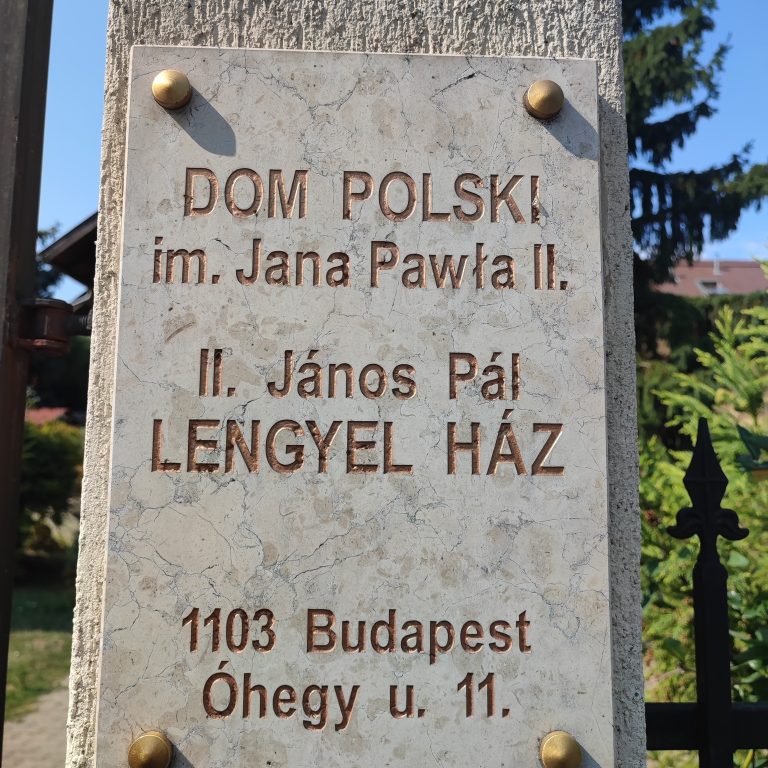 DOM POLSKI
im. Jana Pawła II.
II. János Pál
LENGYEL HÁZ
1103 Budapest
Óhegy u. 11.